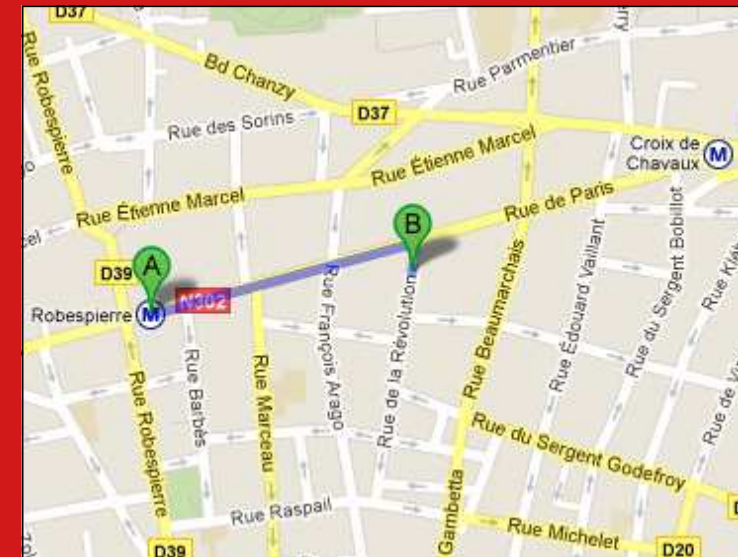 D37
Rue Robespierre
Bd Chanzy
Rue Parmentier
D37
Rue des Sorins
Croix de
Chavaux
M
Rue Étienne Marcel
Rue Étienne Marcel
Rue de Paris
B
A
D39
N302
Robespierre
M
Rue Barbès
Rue Marceau
Rue François Arago
Rue de la Révolution
Rue Beaumarchais
Rue Édouard Vaillant
Rue du Sergent Bobillot
Rue Robespierre
Rue du Sergent Godefroy
Rue Raspail
Gambetta
Rue Michelet
D39
D20